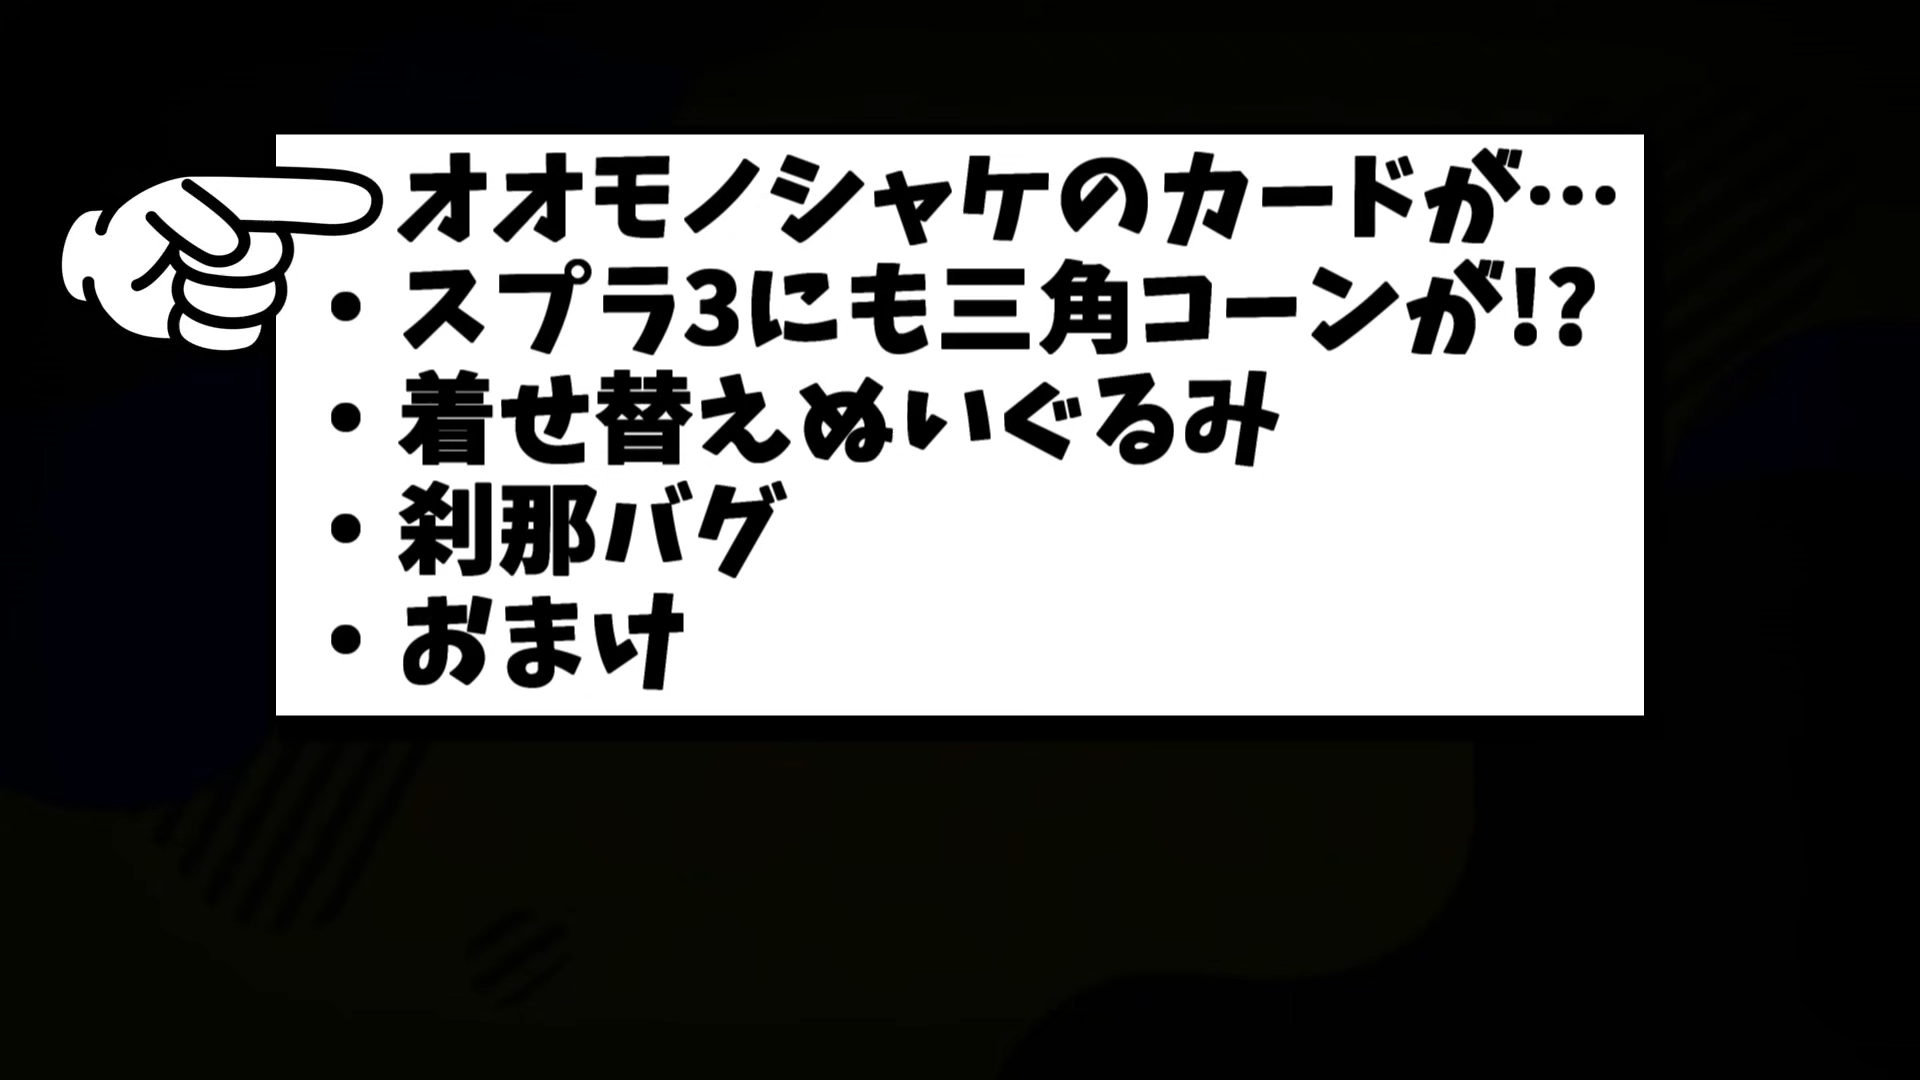 オオモノシャケのカードが…
・スプラ3にも三角コーンが!?
・着せ替えぬいぐるみ
・刹那バグ
・おまけ